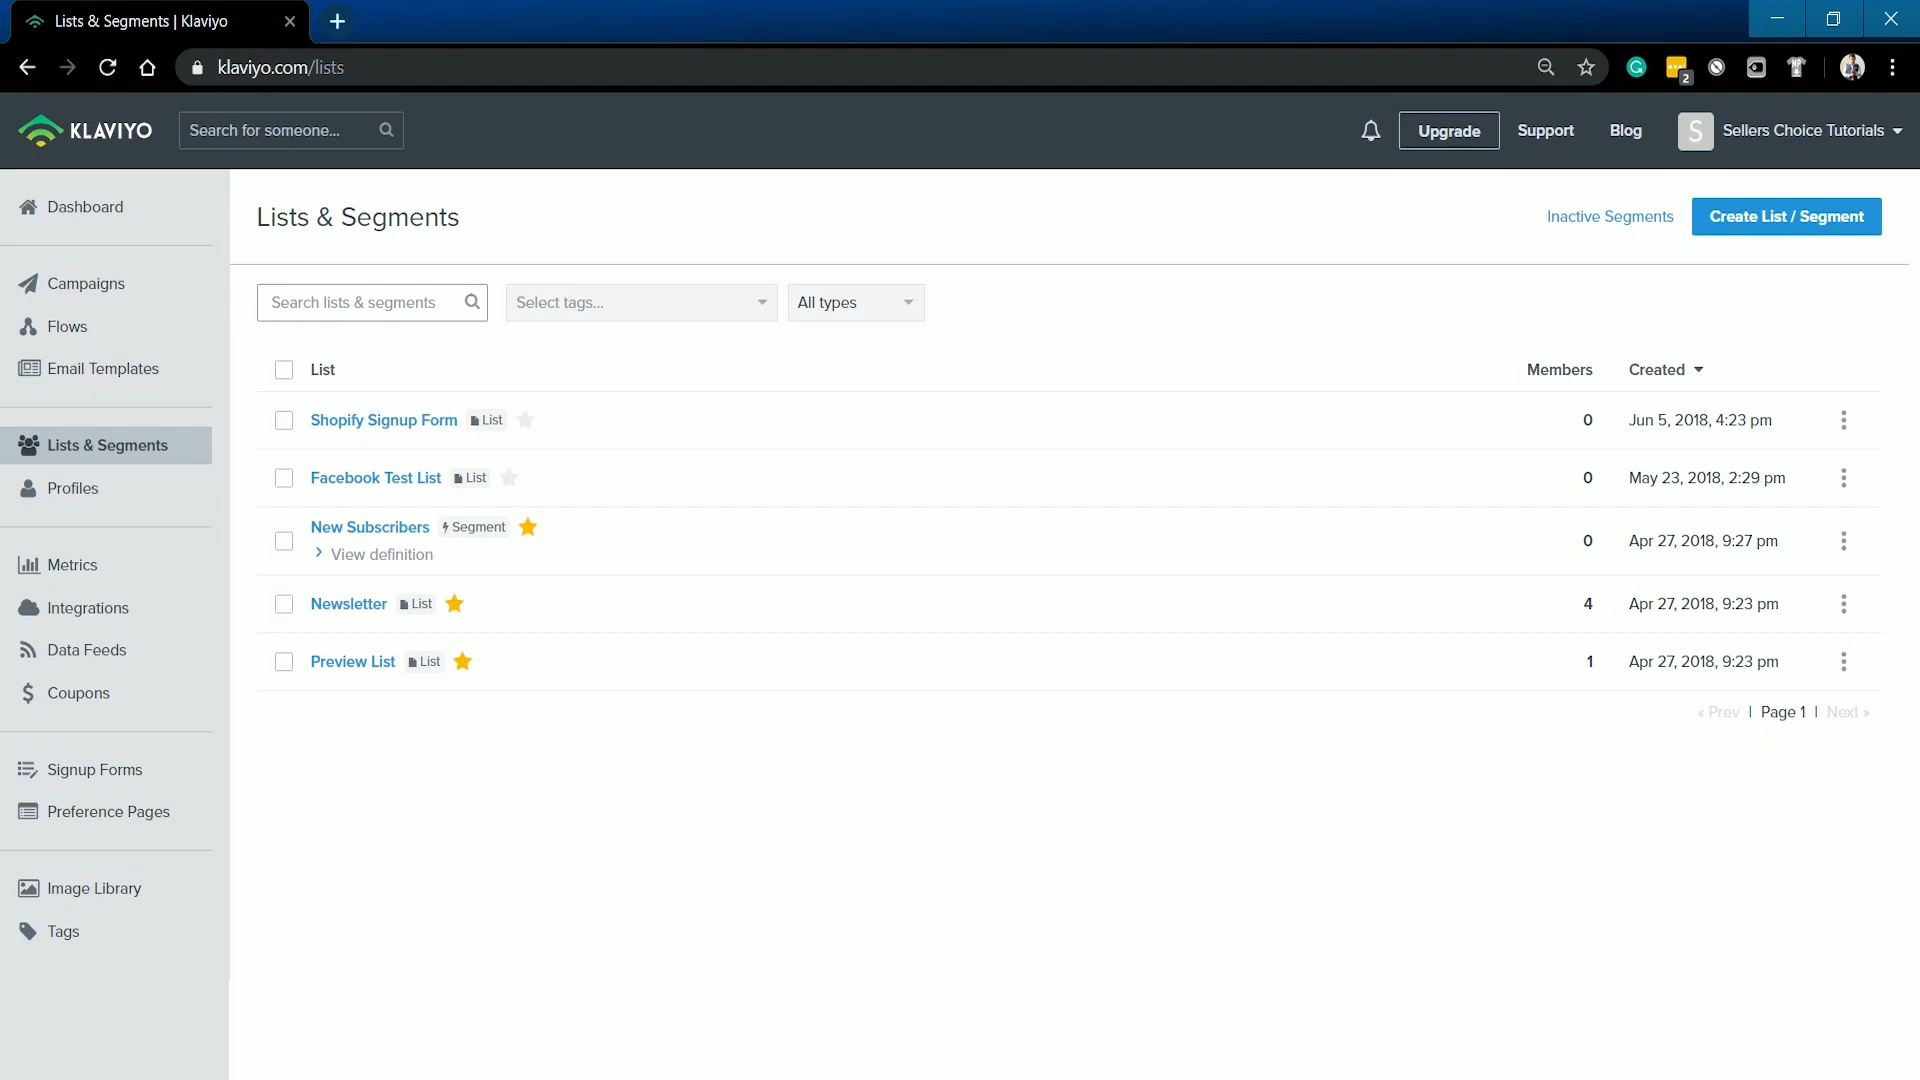 Lists & Segments | Klaviyo
klaviyo.com/lists
2
KLAVIYO
Search for someone...
Upgrade
Support
Blog
S
Sellers Choice Tutorials
Dashboard
Campaigns
Flows
Email Templates
Lists & Segments
Profiles
Metrics
Integrations
Data Feeds
Coupons
Signup Forms
Preference Pages
Image Library
Tags
Lists & Segments
Inactive Segments
Create List / Segment
Search lists & segments
Select tags...
All types
List Members Created
Shopify Signup Form List 0 Jun 5, 2018, 4:23 pm
Facebook Test List List 0 May 23, 2018, 2:29 pm
New Subscribers Segment 0 Apr 27, 2018, 9:27 pm
View definition
Newsletter List 4 Apr 27, 2018, 9:23 pm
Preview List List 1 Apr 27, 2018, 9:23 pm
« Prev | Page 1 | Next »